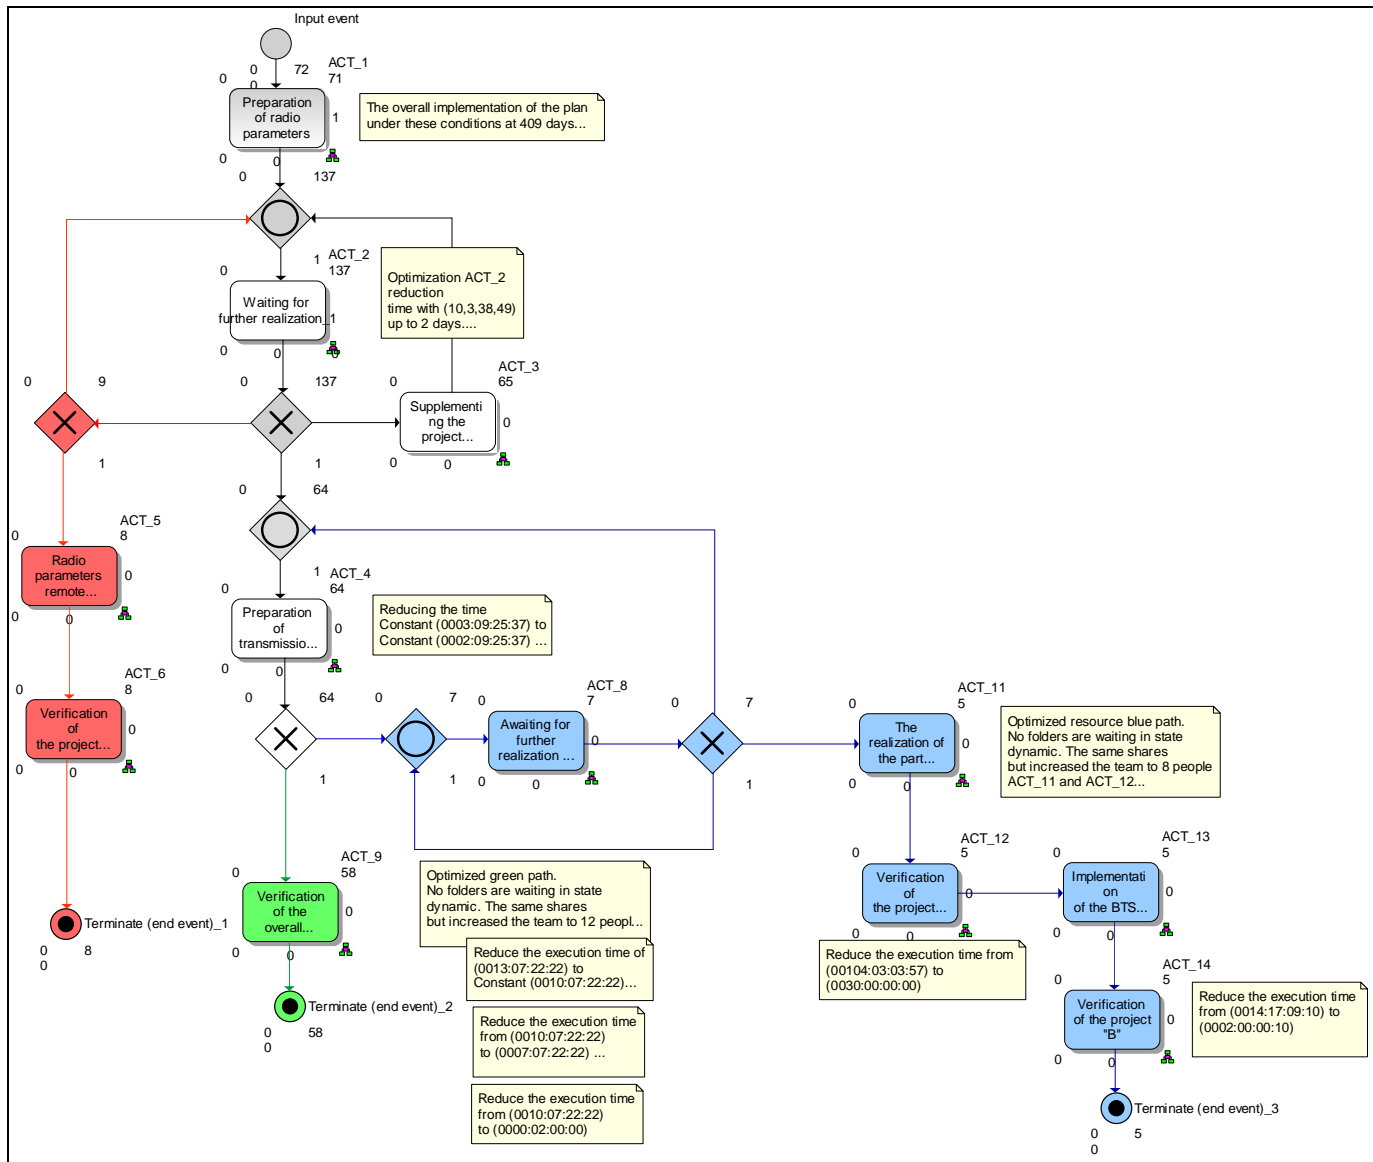 Input event
0
0
72
ACT_1
0
0
71
Preparation
of radio
parameters
1
The overall implementation of the plan
under these conditions at 409 days...
0
0
0
137
1
ACT_2
0
137
Waiting for
further realization_1
0
0
0
Optimization ACT_2
reduction
time with (10,3,38,49)
up to 2 days....
0
9
0
137
ACT_3
0
65
Supplementi
ng the
project...
0
0
0
1
1
0
64
ACT_5
0
8
0
Radio
parameters
remote...
0
0
0
1
ACT_4
0
64
Preparation
of
transmissio...
0
0
0
Reducing the time
Constant (0003:09:25:37) to
Constant (0002:09:25:37) ...
ACT_6
0
8
Verification
of
the project...
0
0
0
0
64
0
7
1
1
ACT_8
0
7
Awaiting for
further
realization ...
0
0
0
0
7
1
ACT_11
0
5
The
realization of
the part...
0
0
0
Optimized resource blue path.
No folders are waiting in state
dynamic. The same shares
but increased the team to 8 people
ACT_11 and ACT_12...
ACT_9
0
58
Verification
of the
overall...
0
0
0
Optimized green path.
No folders are waiting in state
dynamic. The same shares
but increased the team to 12 peopl...
ACT_12
0
5
Verification
of
the project...
0
0
0
ACT_13
0
5
Implementati
on
of the BTS...
0
0
0
Terminate (end event)_1
0
8
0
Reduce the execution time of
(0013:07:22:22) to
Constant (0010:07:22:22)...
Reduce the execution time from
(00104:03:03:57) to
(0030:00:00:00)
ACT_14
0
5
Verification
of the project
"B"
0
0
0
Reduce the execution time
from (0014:17:09:10) to
(0002:00:00:10)
Terminate (end event)_2
0
58
0
Reduce the execution time
from (0010:07:22:22)
to (0007:07:22:22) ...
Reduce the execution time
from (0010:07:22:22)
to (0000:02:00:00)
Terminate (end event)_3
0
5
0